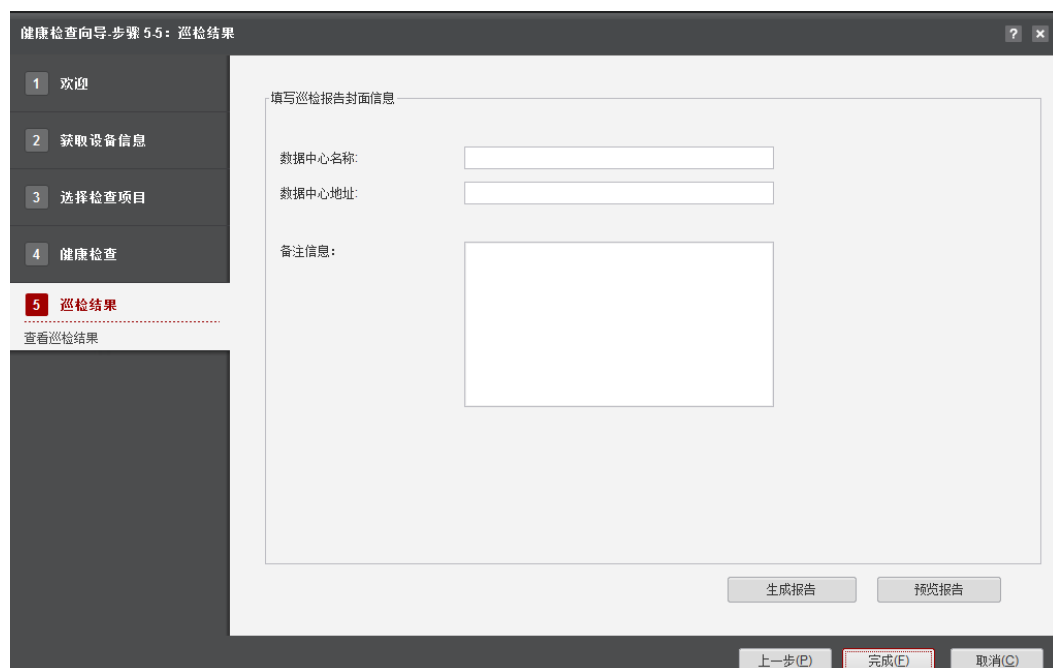 健康检查向导-步骤 5-5：巡检结果
? ×
1 欢迎
2 获取设备信息
3 选择检查项目
4 健康检查
5 巡检结果
查看巡检结果
填写巡检报告封面信息
数据中心名称:
数据中心地址:
备注信息：
生成报告 预览报告
上一步(P) 完成(F) 取消(C)